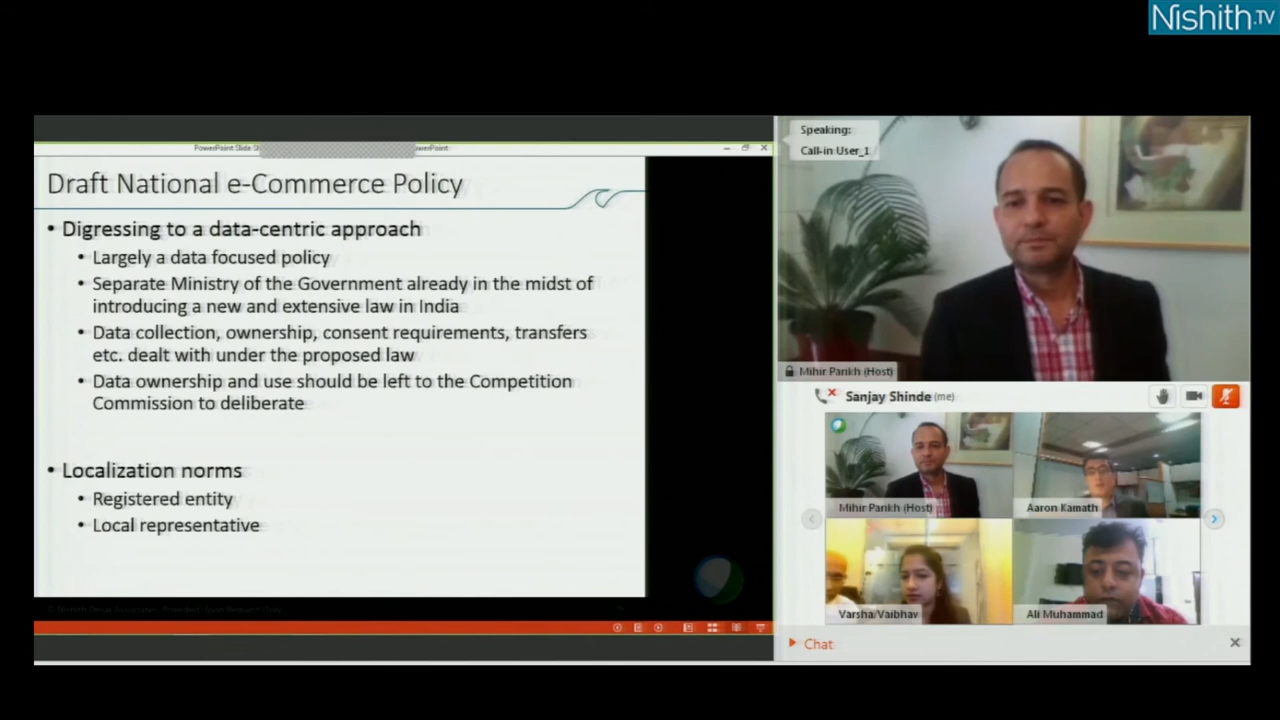 Nishith.TV
PowerPoint Slide S
owerPoint
Draft National e-Commerce Policy
• Digressing to a data-centric approach
• Largely a data focused policy
• Separate Ministry of the Government already in the midst of
introducing a new and extensive law in India
• Data collection, ownership, consent requirements, transfers
etc. dealt with under the proposed law
• Data ownership and use should be left to the Competition
Commission to deliberate
• Localization norms
• Registered entity
• Local representative
Speaking:
Call-in User_1
Mihir Parikh (Host)
Sanjay Shinde (me)
Mihir Parikh (Host)
Aaron Kamath
Varsha/Vaibhav
Ali Muhammad
Chat